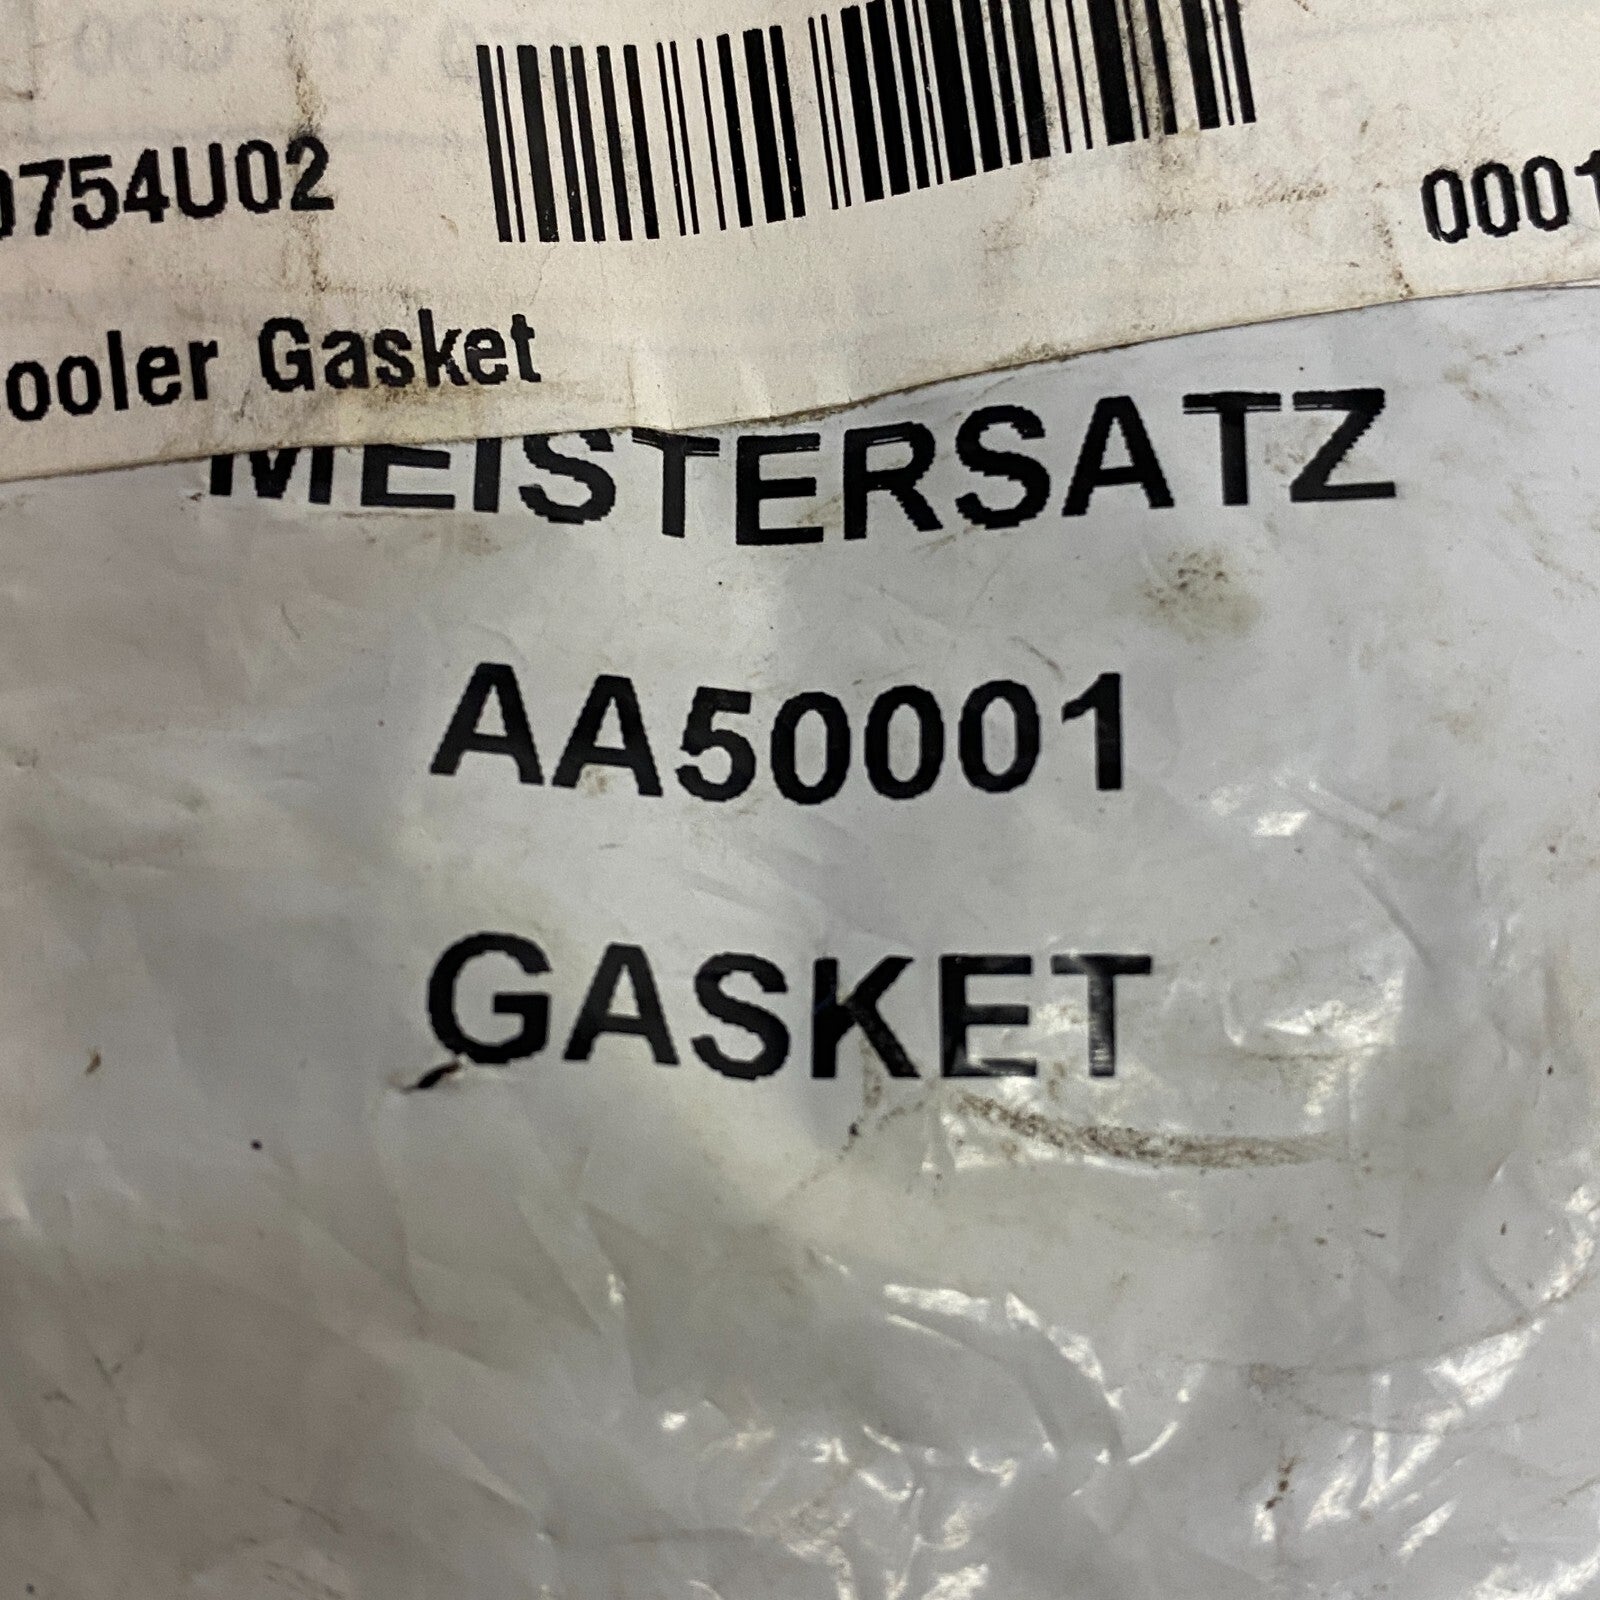 0754U02
0001
ooler Gasket
MEISTERSATZ
AA50001
GASKET